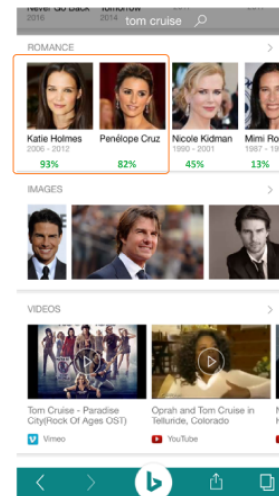 Never Go Back Tomorrow
2016 2014
tom cruise
ROMANCE
Katie Holmes Penélope Cruz Nicole Kidman Mimi Ro
2006 - 2012 1990 - 2001 1987 - 19
93% 82% 45% 13%
IMAGES
VIDEOS
Tom Cruise - Paradise Oprah and Tom Cruise in
City(Rock Of Ages OST) Telluride, Colorado
Vimeo YouTube